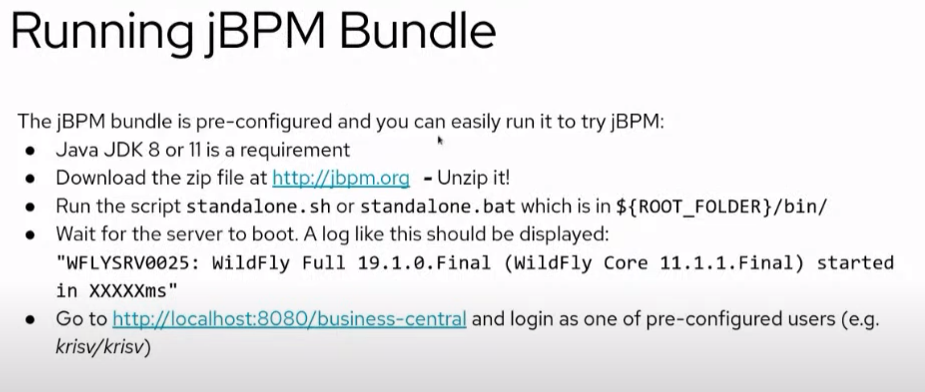 Running jBPM Bundle
The jBPM bundle is pre-configured and you can easily run it to try jBPM:
● Java JDK 8 or 11 is a requirement
● Download the zip file at http://jbpm.org - Unzip it!
● Run the script standalone.sh or standalone.bat which is in ${ROOT_FOLDER}/bin/
● Wait for the server to boot. A log like this should be displayed:
"WFLYSRV0025: WildFly Full 19.1.0.Final (WildFly Core 11.1.1.Final) started
in XXXXXms"
● Go to http://localhost:8080/business-central and login as one of pre-configured users (e.g.
krisv/krisv)